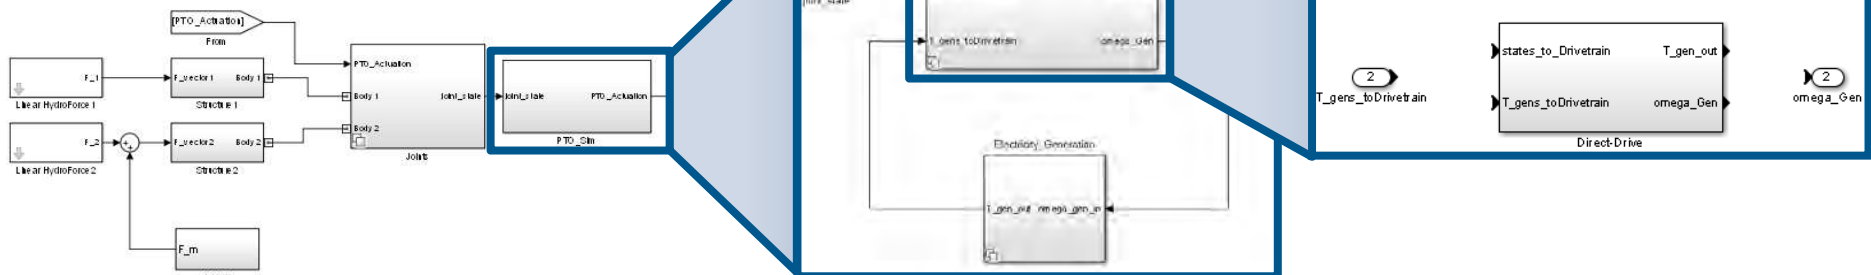 [PTO_Actuation]
From
F_1
Linear HydroForce 1
F_vector1 Body 1
Structure 1
F_2
Linear HydroForce 2
F_vector2 Body 2
Structure 2
F_m
PTO_Actuation
Body 1
Body 2
Joint_state
Joints
Joint_state PTO_Actuation
PTO_Sim
T_gens_toDrivetrain omega_Gen
Electricity_Generation
T_gen_out omega_gen_in
2
T_gens_toDrivetrain
states_to_Drivetrain T_gen_out
T_gens_toDrivetrain omega_Gen
Direct-Drive
2
omega_Gen